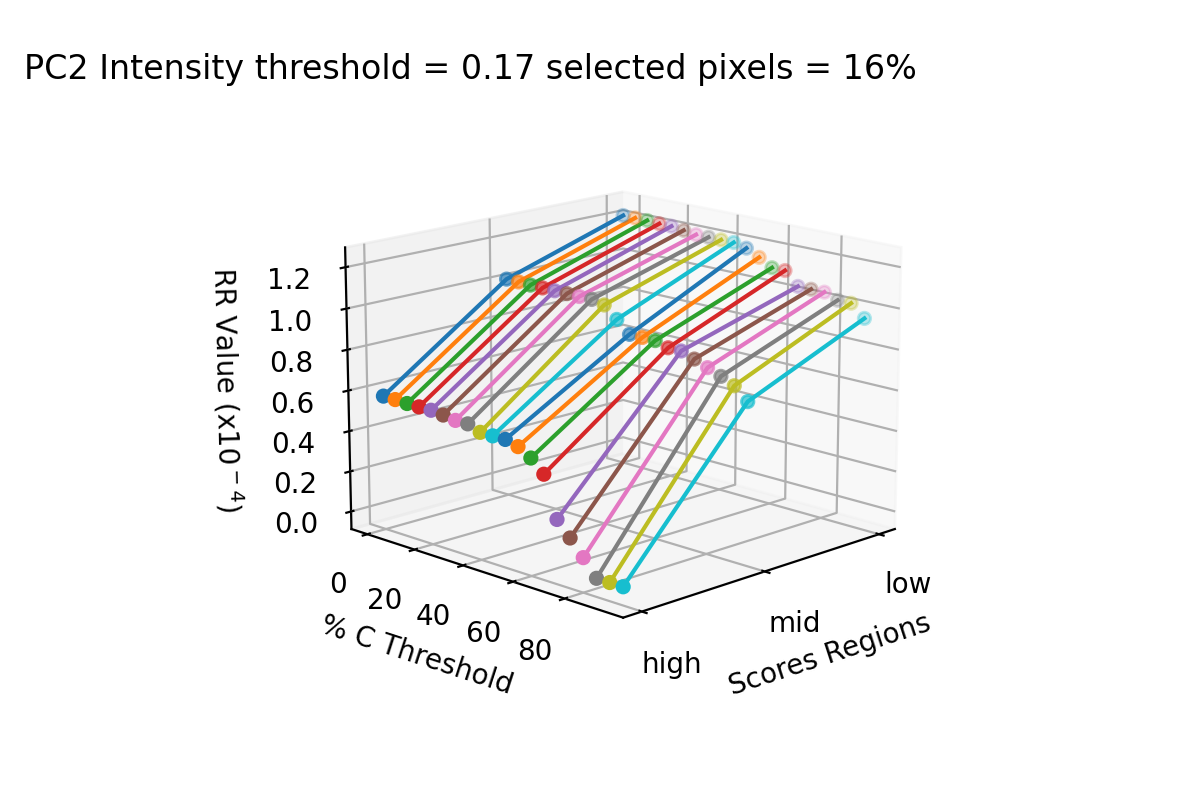 PC2 Intensity threshold = 0.17 selected pixels = 16%
RR Value (x10⁻⁴)
1.2
1.0
0.8
0.6
0.4
0.2
0.0
0
20
40
60
80
% C Threshold
high
mid
low
Scores Regions